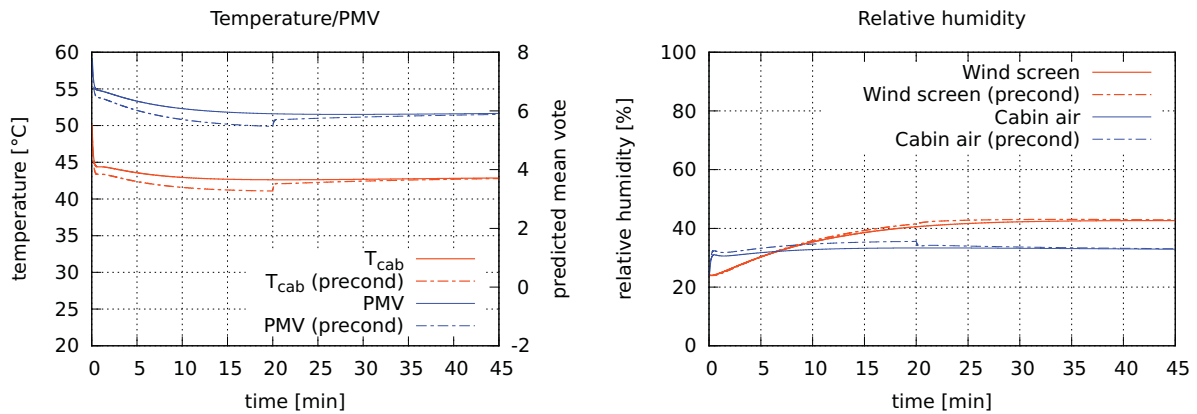 Temperature/PMV
60
55
50
45
40
35
30
25
20
temperature [°C]
8
6
4
2
0
-2
predicted mean vote
T_cab
T_cab (precond)
PMV
PMV (precond)
0 5 10 15 20 25 30 35 40 45
time [min]
Relative humidity
100
80
60
40
20
0
relative humidity [%]
Wind screen
Wind screen (precond)
Cabin air
Cabin air (precond)
0 5 10 15 20 25 30 35 40 45
time [min]